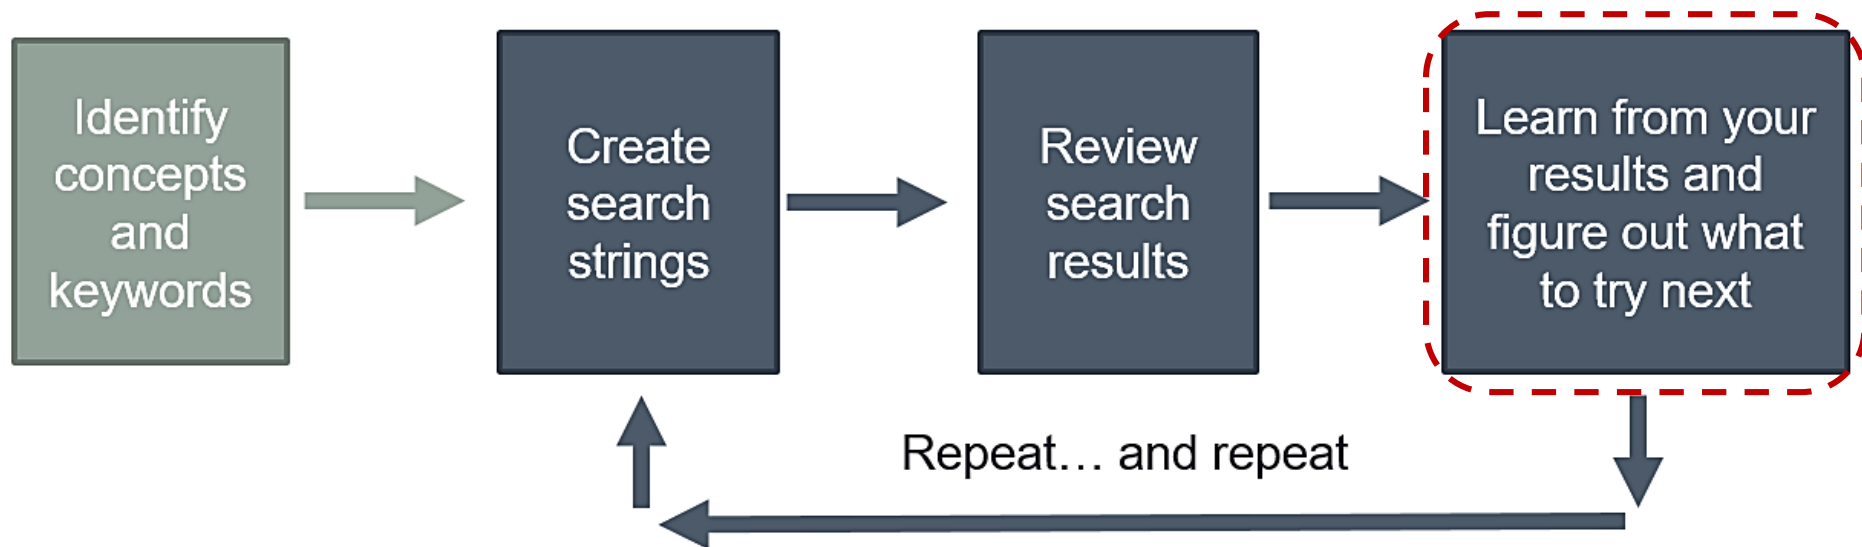 Identify
concepts
and
keywords
Create
search
strings
Review
search
results
Learn from your
results and
figure out what
to try next
Repeat… and repeat